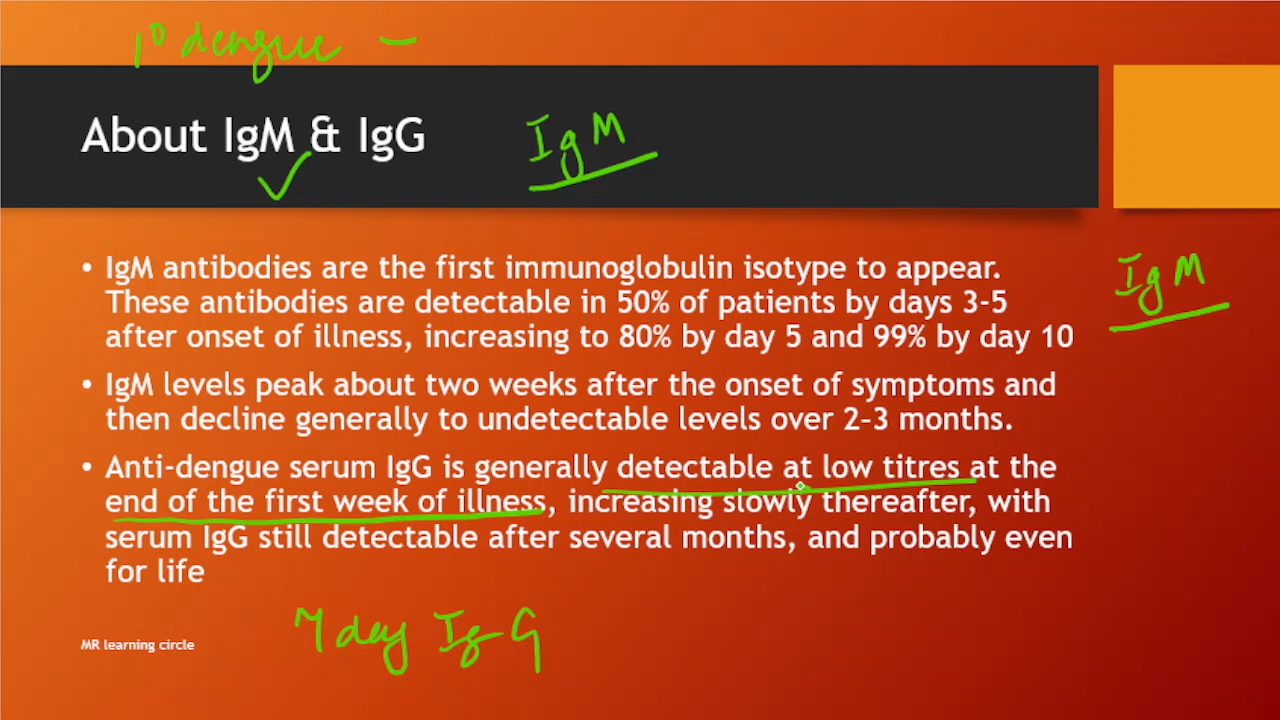 1° dengue –
About IgM & IgG
IgM
• IgM antibodies are the first immunoglobulin isotype to appear.
These antibodies are detectable in 50% of patients by days 3-5
after onset of illness, increasing to 80% by day 5 and 99% by day 10
IgM
• IgM levels peak about two weeks after the onset of symptoms and
then decline generally to undetectable levels over 2-3 months.
• Anti-dengue serum IgG is generally detectable at low titres at the
end of the first week of illness, increasing slowly thereafter, with
serum IgG still detectable after several months, and probably even
for life
7 day IgG
MR learning circle